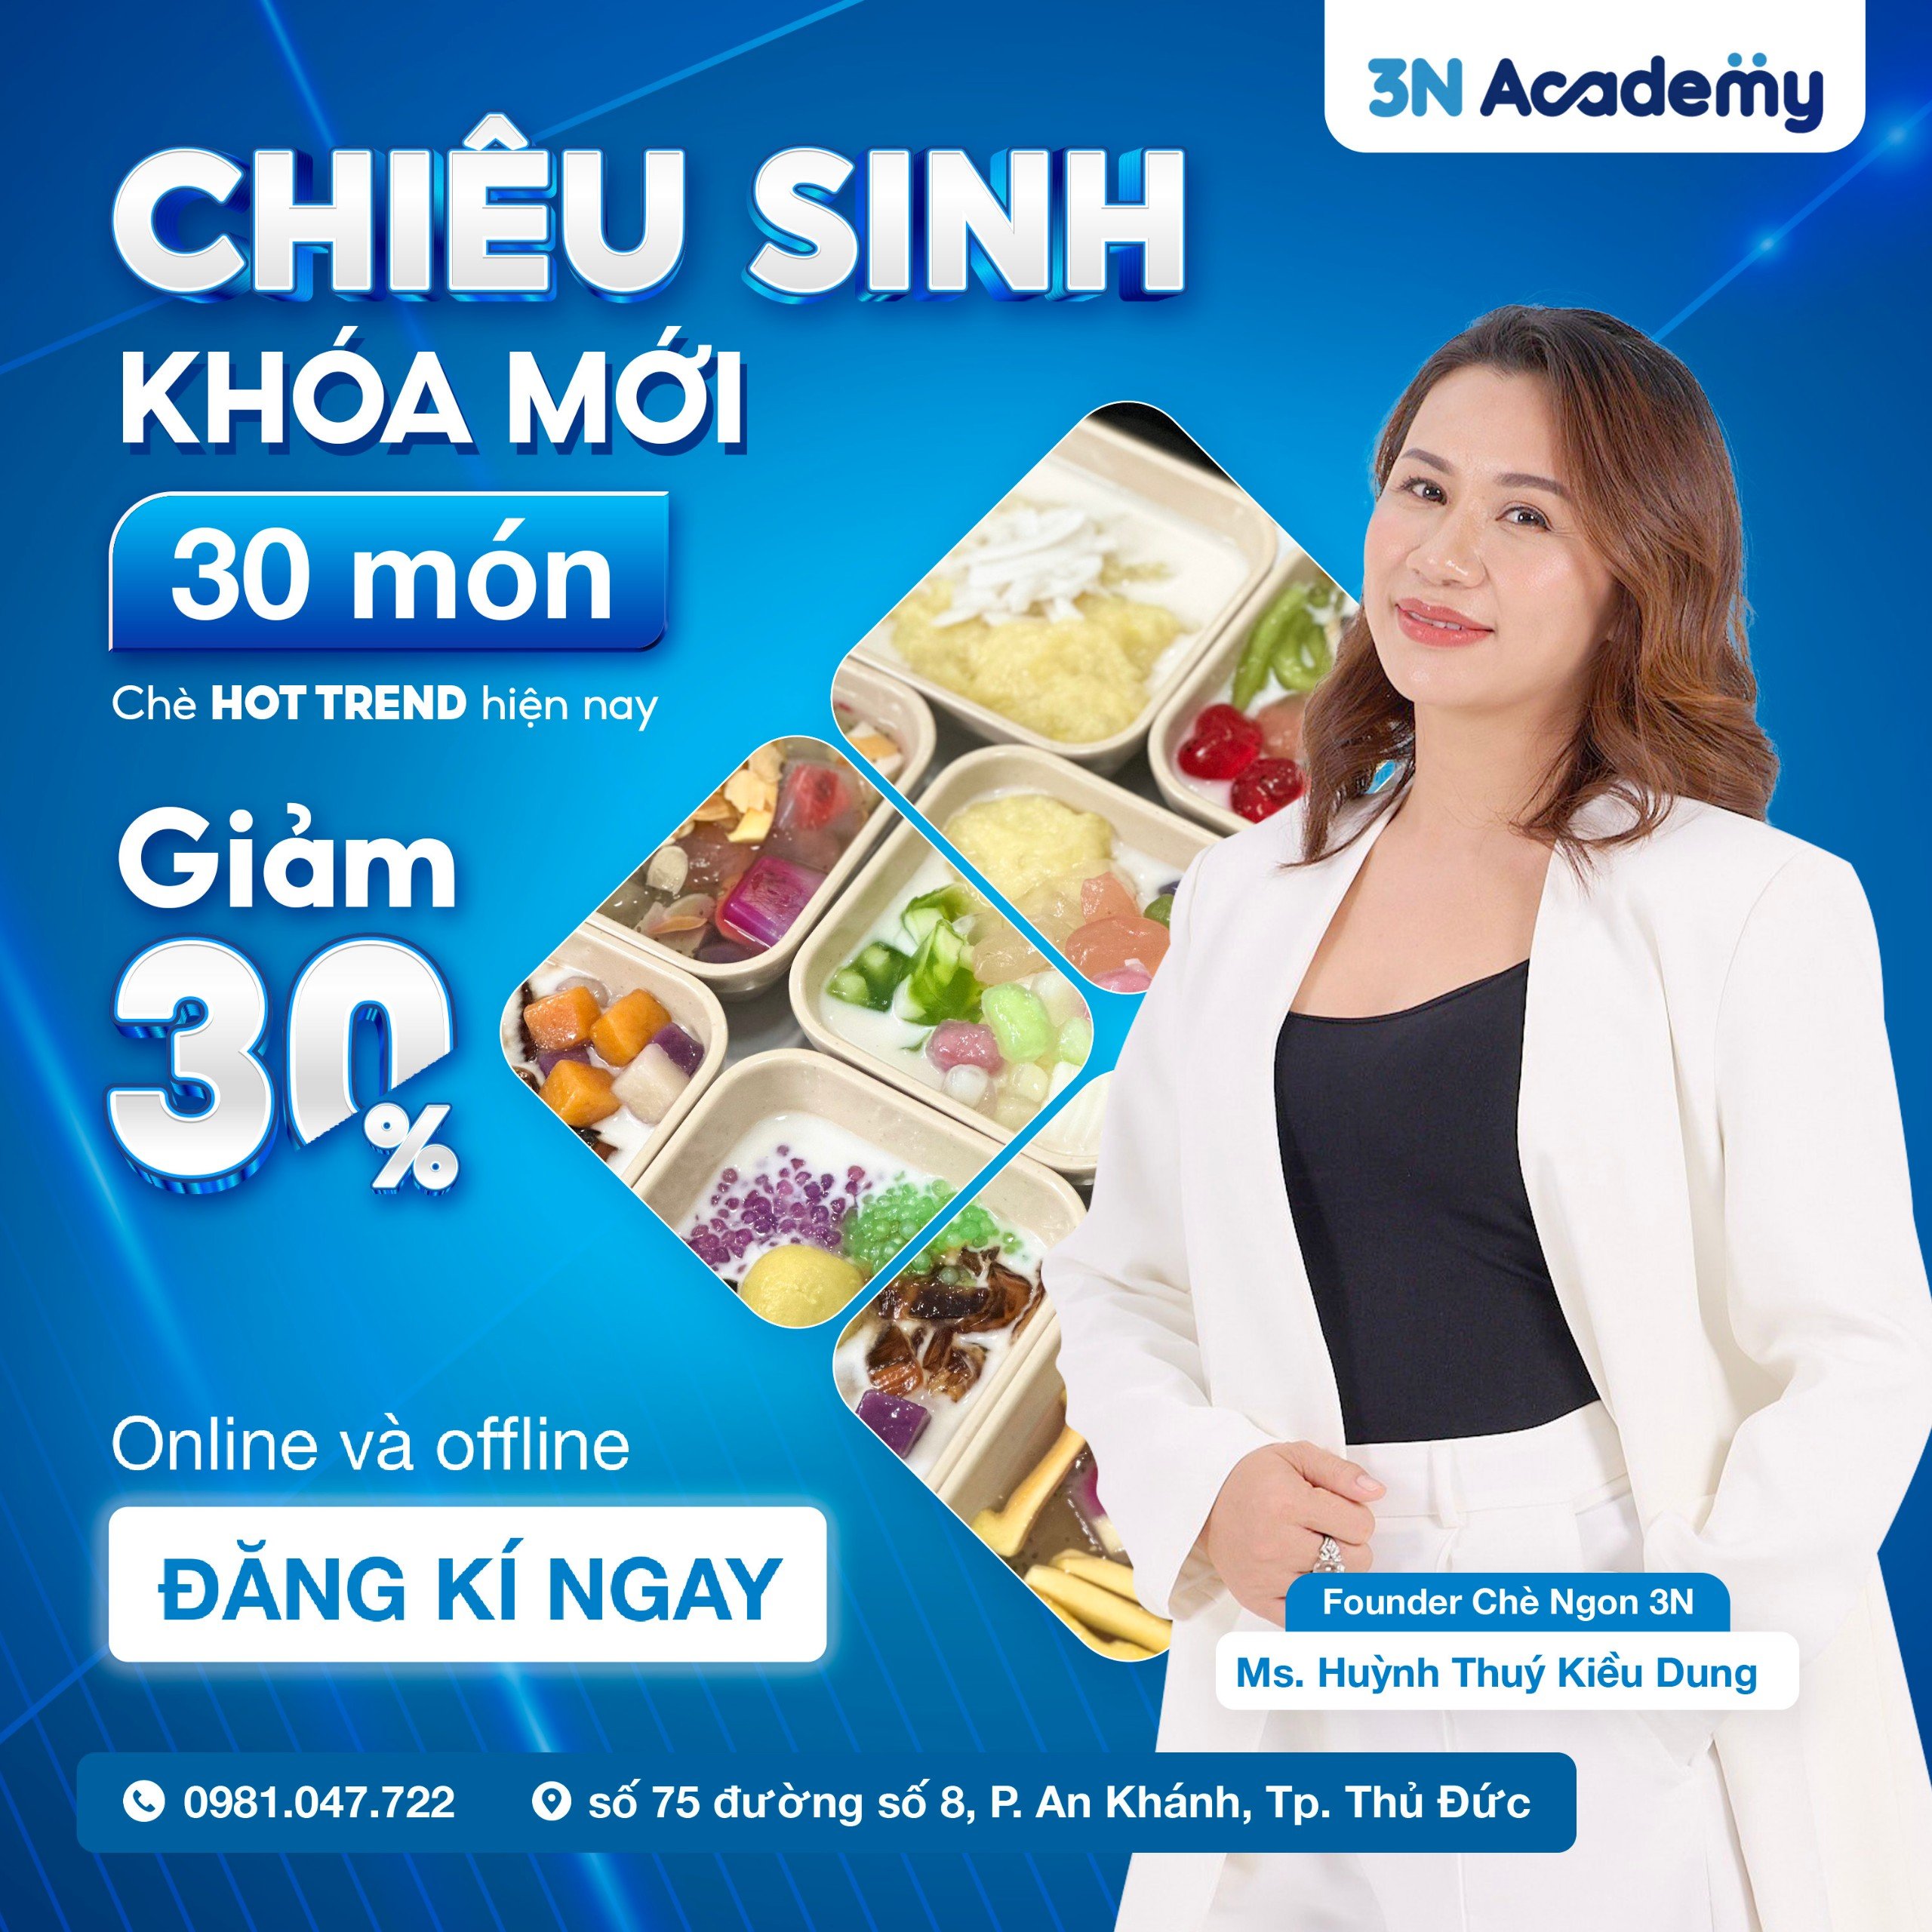 3N Academy
CHIÊU SINH
KHÓA MỚI
30 món
Chè HOT TREND hiện nay
Giảm
30%
Online và offline
ĐĂNG KÍ NGAY
Founder Chè Ngon 3N
Ms. Huỳnh Thuý Kiều Dung
0981.047.722
số 75 đường số 8, P. An Khánh, Tp. Thủ Đức